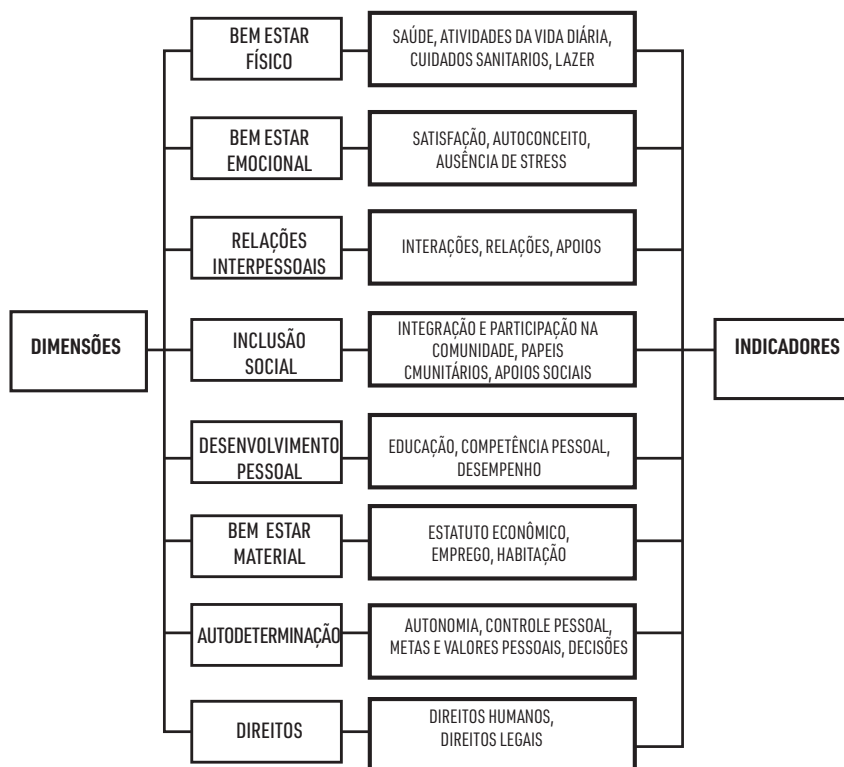 BEM ESTAR
FÍSICO
SAÚDE, ATIVIDADES DA VIDA DIÁRIA,
CUIDADOS SANITARIOS, LAZER
BEM ESTAR
EMOCIONAL
SATISFAÇÃO, AUTOCONCEITO,
AUSÊNCIA DE STRESS
RELAÇÕES
INTERPESSOAIS
INTERAÇÕES, RELAÇÕES, APOIOS
DIMENSÕES
INCLUSÃO
SOCIAL
INTEGRAÇÃO E PARTICIPAÇÃO NA
COMUNIDADE, PAPEIS
CMUNITÁRIOS, APOIOS SOCIAIS
INDICADORES
DESENVOLVIMENTO
PESSOAL
EDUCAÇÃO, COMPETÊNCIA PESSOAL,
DESEMPENHO
BEM ESTAR
MATERIAL
ESTATUTO ECONÔMICO,
EMPREGO, HABITAÇÃO
AUTODETERMINAÇÃO
AUTONOMIA, CONTROLE PESSOAL,
METAS E VALORES PESSOAIS, DECISÕES
DIREITOS
DIREITOS HUMANOS,
DIREITOS LEGAIS